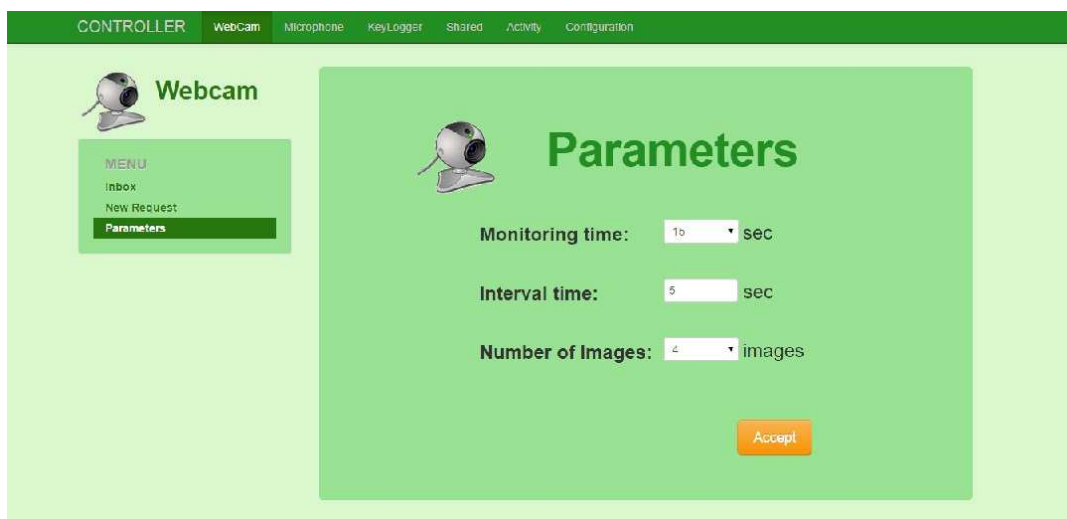 CONTROLLER WebCam Microphone KeyLogger Shared Activity Configuration
Webcam
MENU
Inbox
New Request
Parameters
Parameters
Monitoring time: 15 sec
Interval time: 5 sec
Number of Images: 4 images
Accept